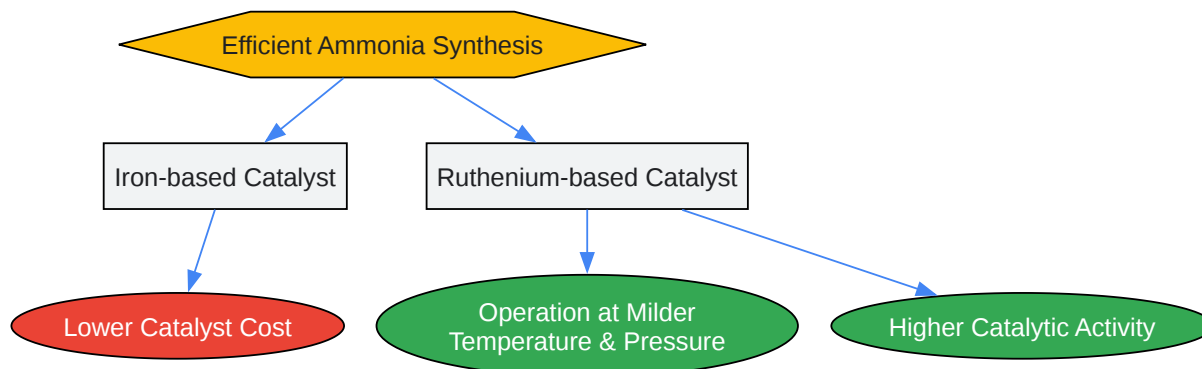 Efficient Ammonia Synthesis
Iron-based Catalyst
Ruthenium-based Catalyst
Lower Catalyst Cost
Operation at Milder
Temperature & Pressure
Higher Catalytic Activity